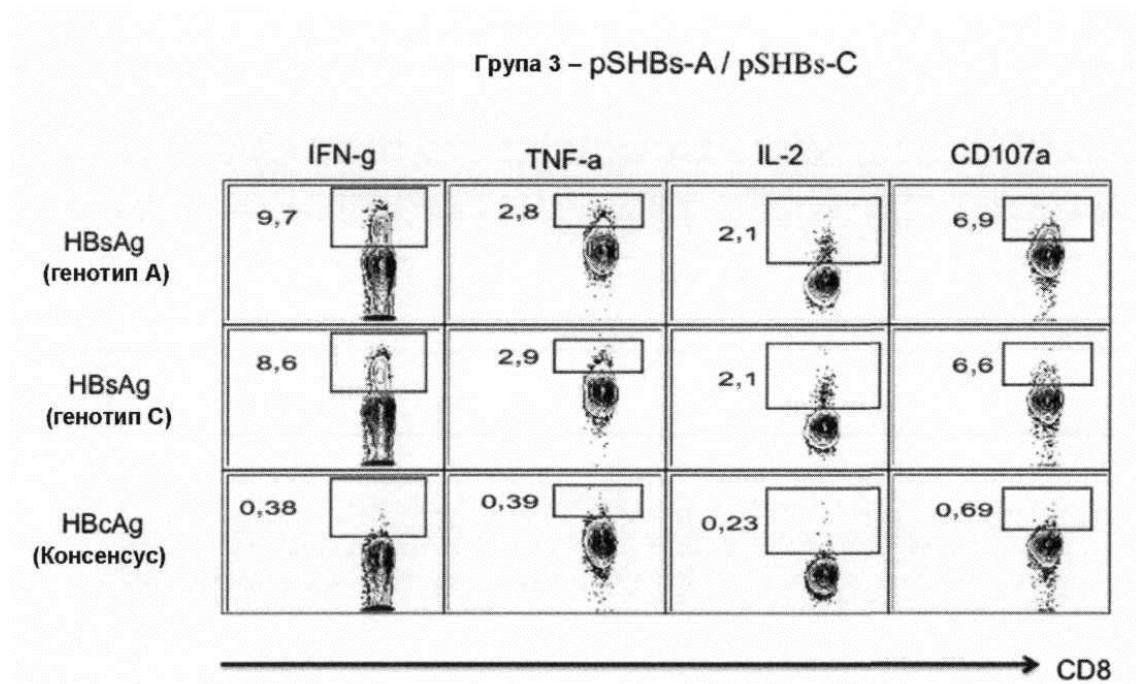 Група 3 – pSHBs-A / pSHBs-C
IFN-g TNF-a IL-2 CD107a
HBsAg
(генотип А)
9,7 2,8 2,1 6,9
HBsAg
(генотип С)
8,6 2,9 2,1 6,6
HBcAg
(Консенсус)
0,38 0,39 0,23 0,69
CD8